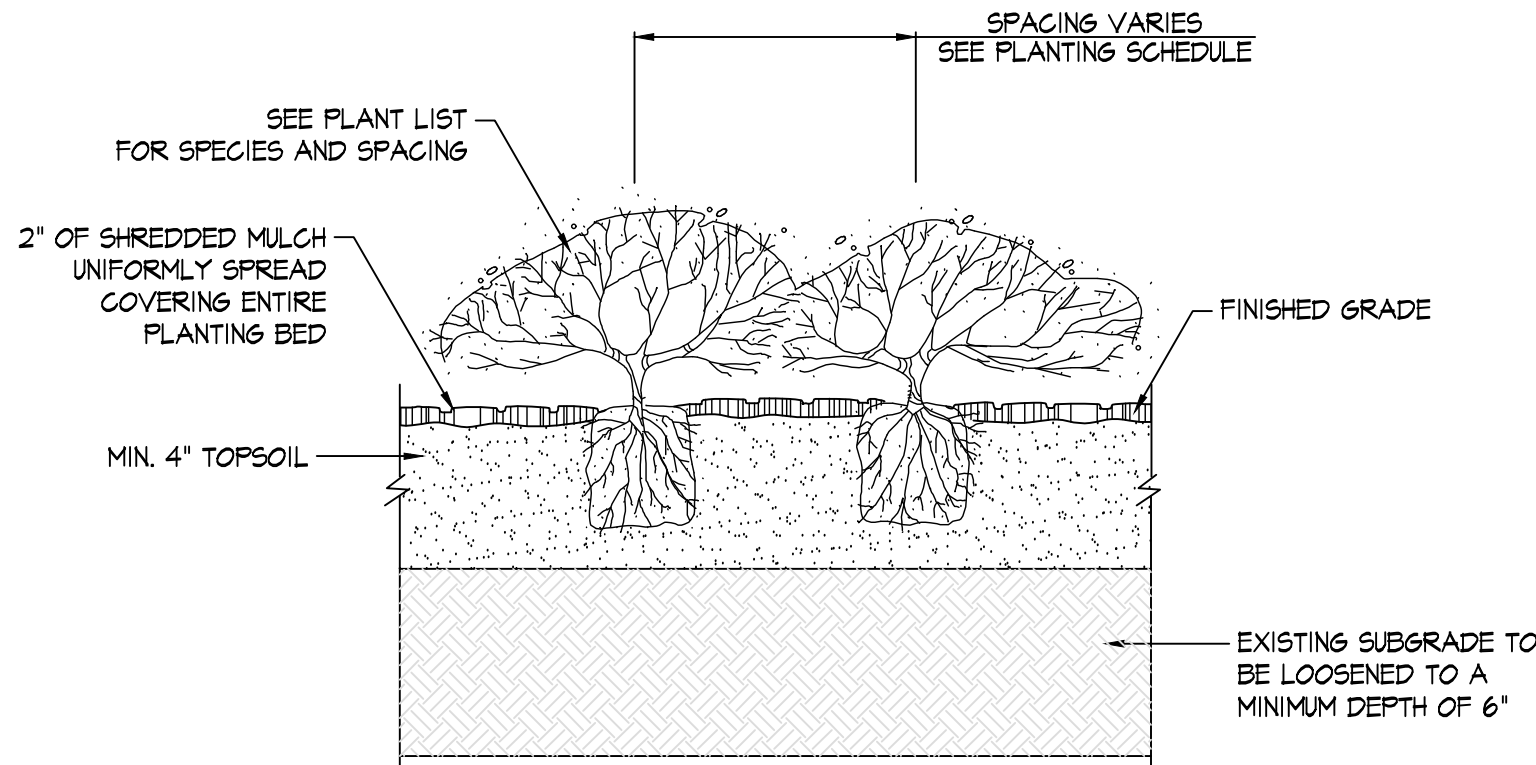 SPACING VARIES
SEE PLANTING SCHEDULE
SEE PLANT LIST
FOR SPECIES AND SPACING
2" OF SHREDDED MULCH
UNIFORMLY SPREAD
COVERING ENTIRE
PLANTING BED
FINISHED GRADE
MIN. 4" TOPSOIL
EXISTING SUBGRADE TO
BE LOOSENED TO A
MINIMUM DEPTH OF 6"